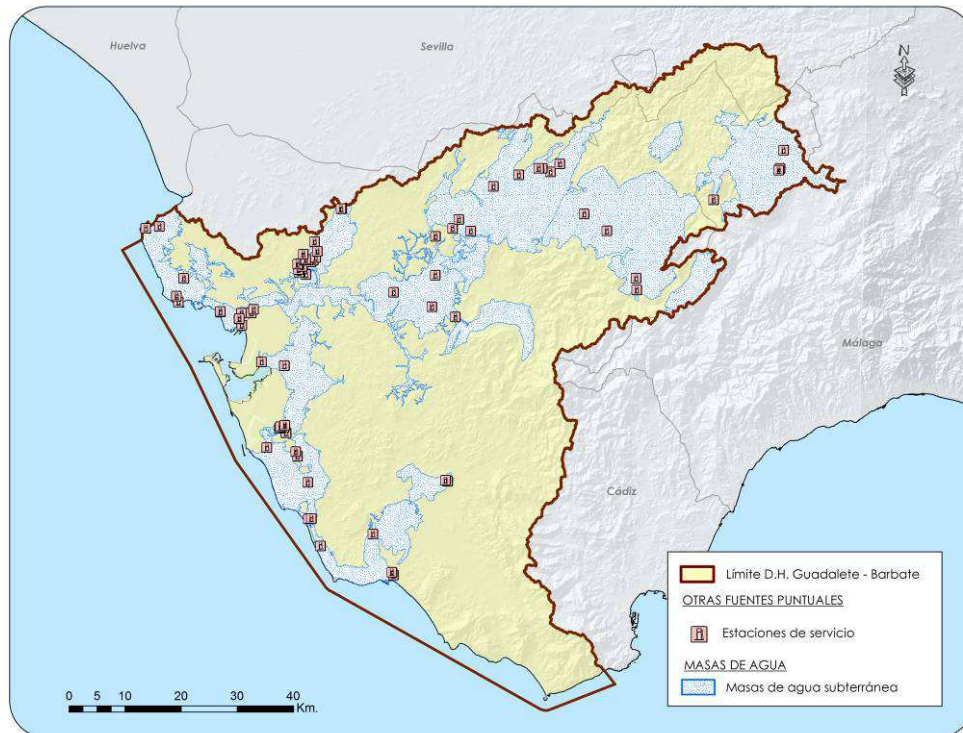 Huelva
Sevilla
N
Málaga
Cádiz
Límite D.H. Guadalete - Barbate
OTRAS FUENTES PUNTUALES
Estaciones de servicio
MASAS DE AGUA
Masas de agua subterránea
0 5 10 20 30 40
Km.